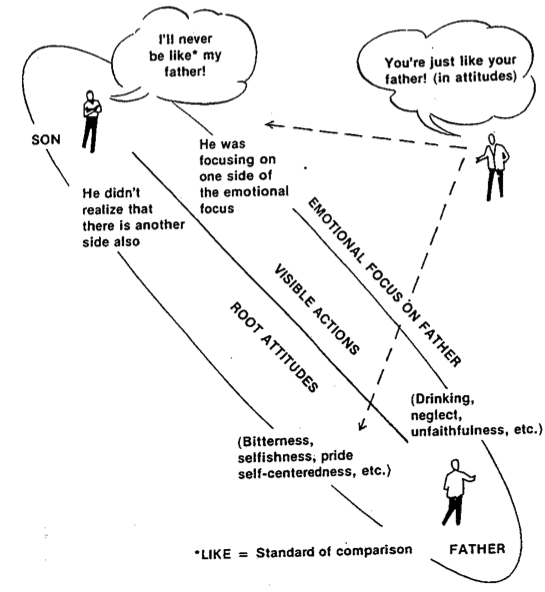 I'll never
be like* my
father!
You're just like your
father! (in attitudes)
SON
He was
focusing on
one side of
the emotional
focus
He didn't
realize that
there is another
side also
EMOTIONAL FOCUS ON FATHER
VISIBLE ACTIONS
ROOT ATTITUDES
(Drinking,
neglect,
unfaithfulness, etc.)
(Bitterness,
selfishness, pride
self-centeredness, etc.)
*LIKE = Standard of comparison
FATHER